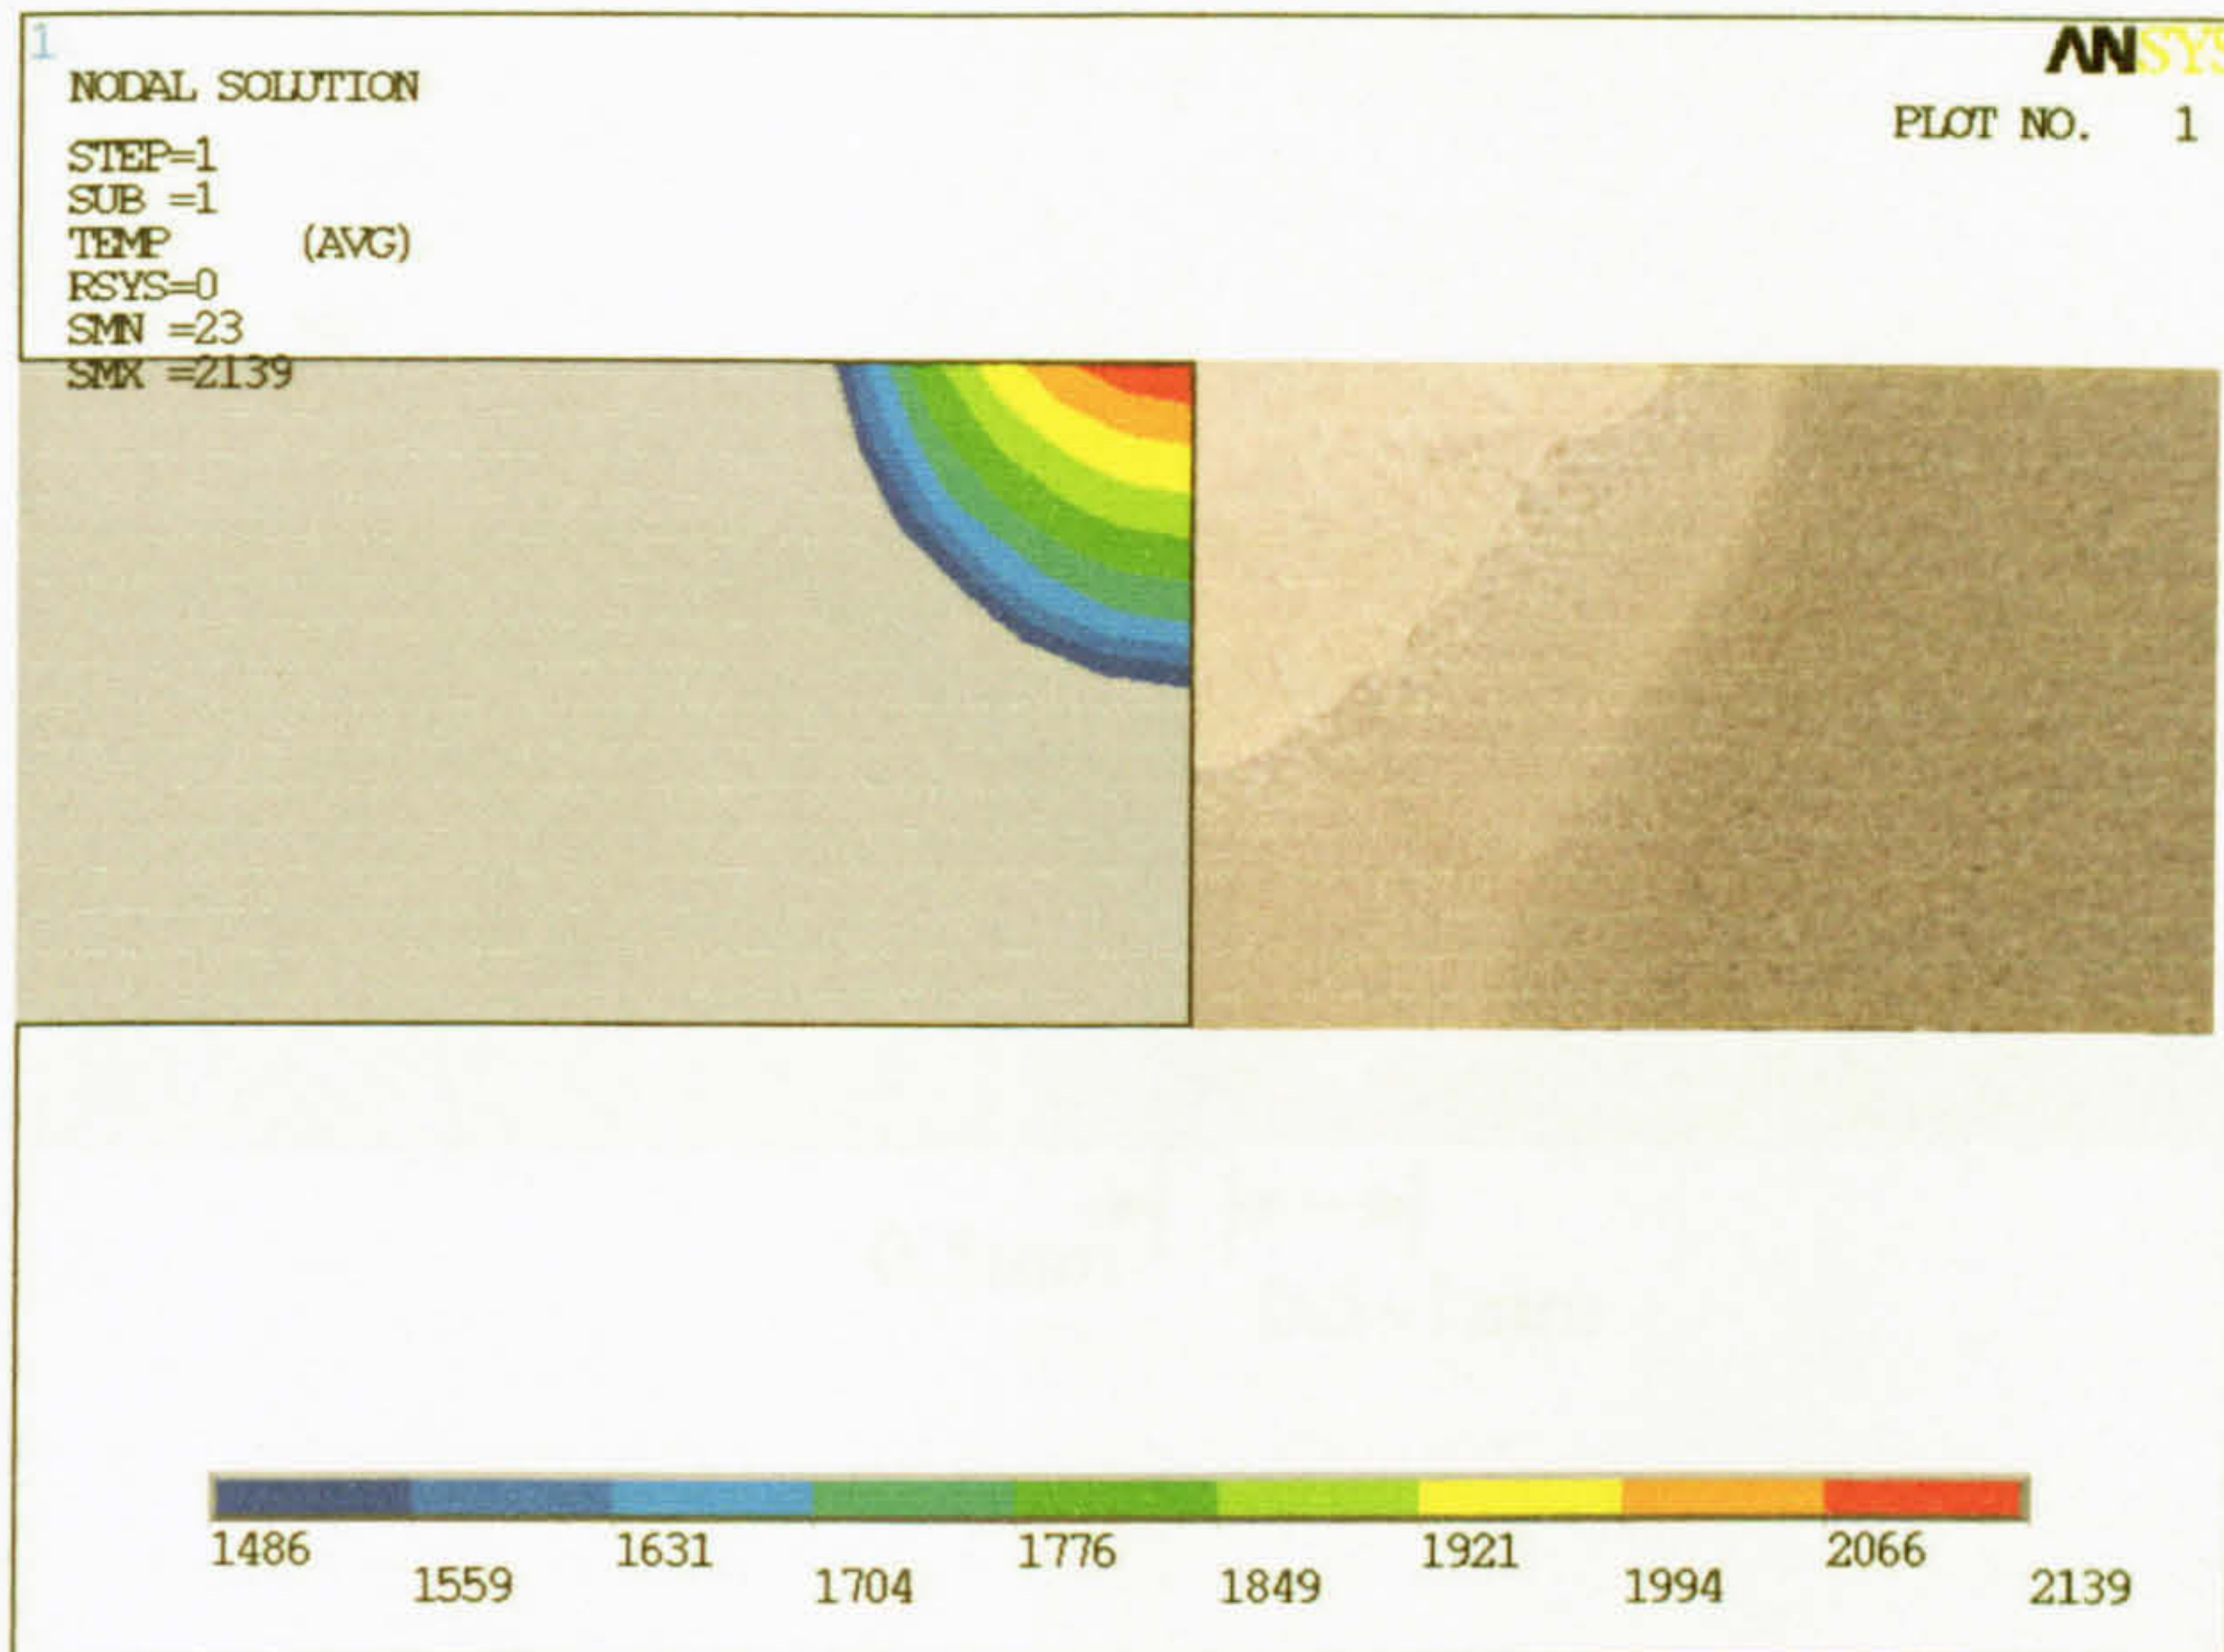 1
ANSYS
NODAL SOLUTION
PLOT NO. 1
STEP=1
SUB =1
TEMP (AVG)
RSYS=0
SMN =23
SMX =2139
1486 1559 1631 1704 1776 1849 1921 1994 2066 2139